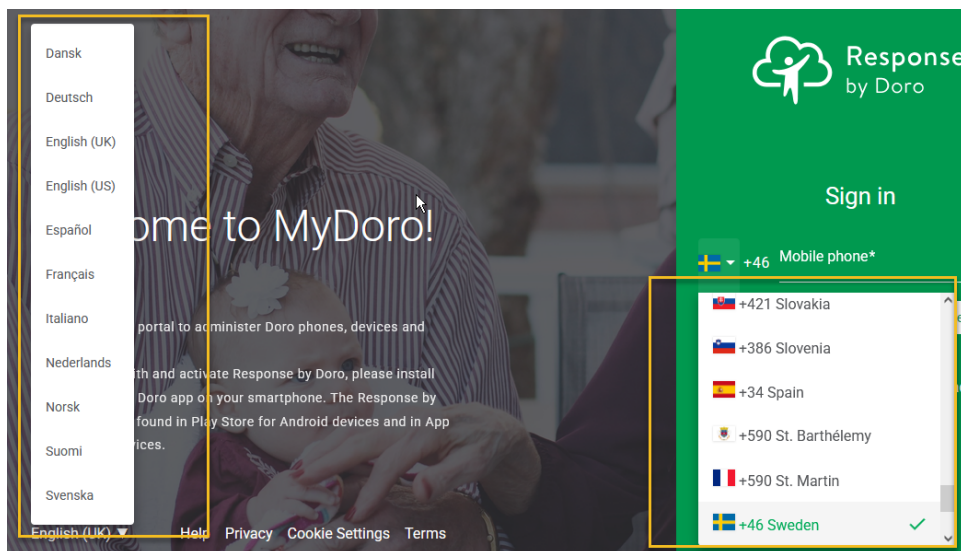 Dansk
Deutsch
English (UK)
English (US)
Español
Français
Italiano
Nederlands
Norsk
Suomi
Svenska
English (UK) ▼
ome to MyDoro!
portal to administer Doro phones, devices and
ith and activate Response by Doro, please install
Doro app on your smartphone. The Response by
found in Play Store for Android devices and in App
vices.
Help Privacy Cookie Settings Terms
Response
by Doro
Sign in
+46 Mobile phone*
+421 Slovakia
+386 Slovenia
+34 Spain
+590 St. Barthélemy
+590 St. Martin
+46 Sweden